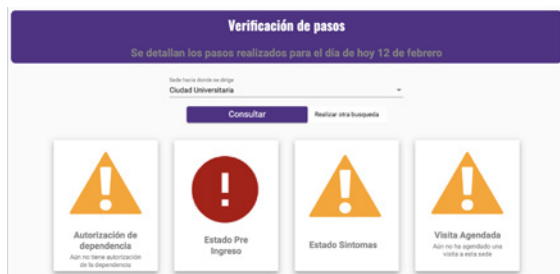 Verificación de pasos
Se detallan los pasos realizados para el día de hoy 12 de febrero
Sede hacia donde se dirige
Ciudad Universitaria
Consultar
Realizar otra busqueda
Autorización de
dependencia
Aún no tiene autorización
de la dependencia
Estado Pre
Ingreso
Estado Sintomas
Visita Agendada
Aún no ha agendado una
visita a esta sede